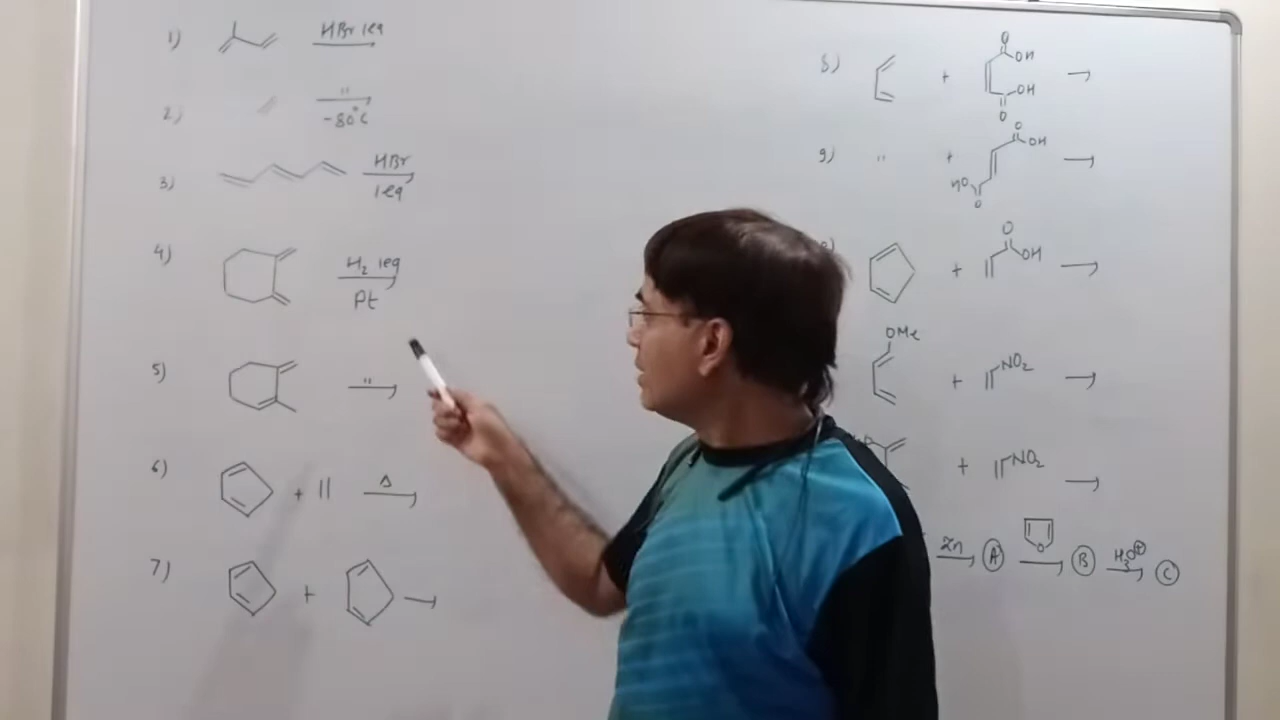 1) HBr 1eq
2) " -80°C
3) HBr 1eq
4) H₂ 1eq Pt
5) "
6) + Δ
7) +
8) + O OH OH O
9) " + O OH HO O
+ O OH
OMe + NO₂
+ NO₂
Zn A O B H₃O⊕ C